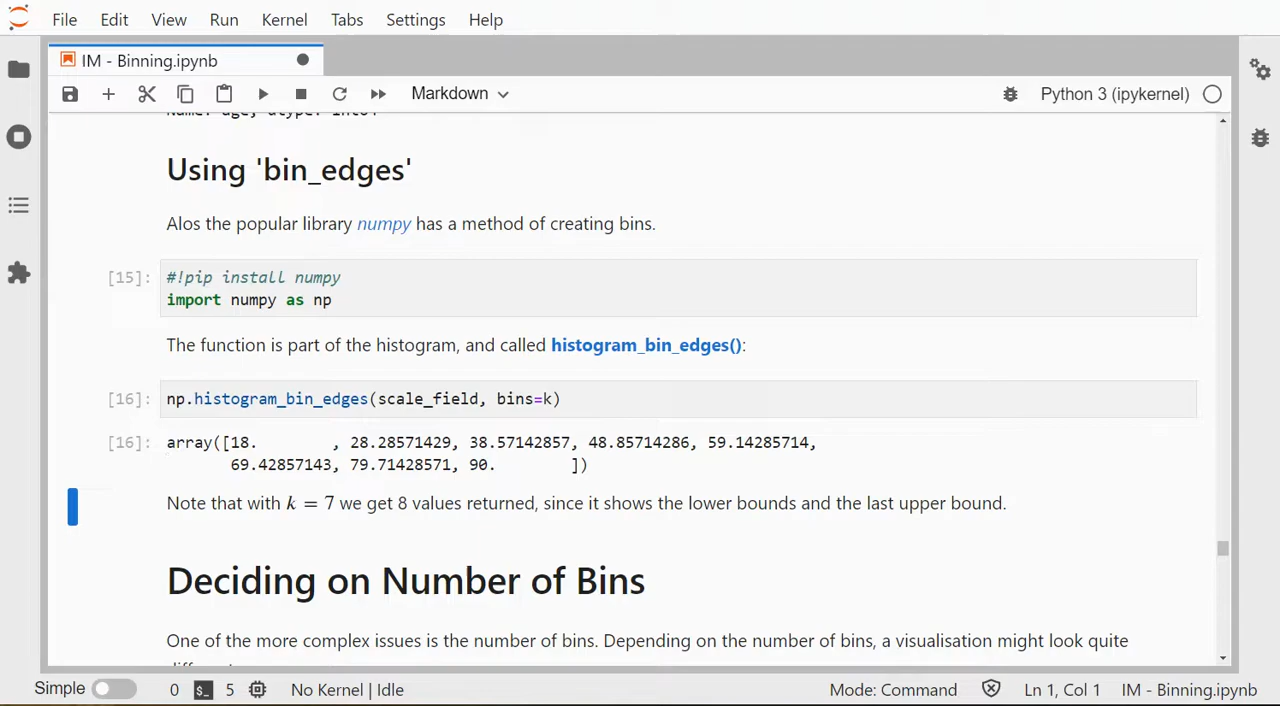 File Edit View Run Kernel Tabs Settings Help
IM - Binning.ipynb
Markdown
Python 3 (ipykernel)
Using 'bin_edges'
Alos the popular library numpy has a method of creating bins.
[15]: #!pip install numpy
import numpy as np
The function is part of the histogram, and called histogram_bin_edges():
[16]: np.histogram_bin_edges(scale_field, bins=k)
[16]: array([18. , 28.28571429, 38.57142857, 48.85714286, 59.14285714,
69.42857143, 79.71428571, 90. ])
Note that with k = 7 we get 8 values returned, since it shows the lower bounds and the last upper bound.
Deciding on Number of Bins
One of the more complex issues is the number of bins. Depending on the number of bins, a visualisation might look quite
Simple 0 5 No Kernel | Idle Mode: Command Ln 1, Col 1 IM - Binning.ipynb